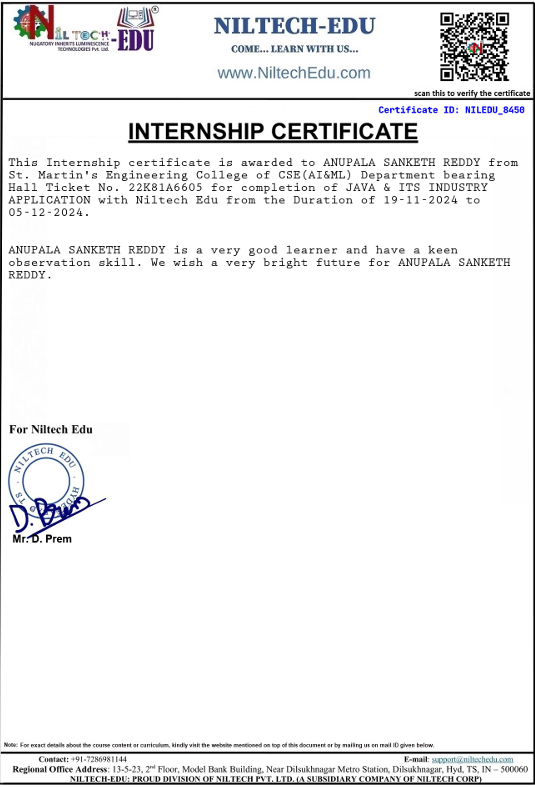 NIL TECH-EDU®
NUGATORY INHERITS LUMINESCENCE
TECHNOLOGIES Pvt. Ltd.
NILTECH-EDU
COME... LEARN WITH US...
www.NiltechEdu.com
scan this to verify the certificate
Certificate ID: NILEDU_8450
INTERNSHIP CERTIFICATE
This Internship certificate is awarded to ANUPALA SANKETH REDDY from
St. Martin's Engineering College of CSE(AI&ML) Department bearing
Hall Ticket No. 22K81A6605 for completion of JAVA & ITS INDUSTRY
APPLICATION with Niltech Edu from the Duration of 19-11-2024 to
05-12-2024.
ANUPALA SANKETH REDDY is a very good learner and have a keen
observation skill. We wish a very bright future for ANUPALA SANKETH
REDDY.
For Niltech Edu
NILTECH EDU
TS
D. Prem
Mr. D. Prem
Note: For exact details about the course content or curriculum, kindly visit the website mentioned on top of this document or by mailing us on mail ID given below.
Contact: +91-7286981144 E-mail: support@niltechedu.com
Regional Office Address: 13-5-23, 2nd Floor, Model Bank Building, Near Dilsukhnagar Metro Station, Dilsukhnagar, Hyd, TS, IN – 500060
NILTECH-EDU; PROUD DIVISION OF NILTECH PVT. LTD. (A SUBSIDIARY COMPANY OF NILTECH CORP)